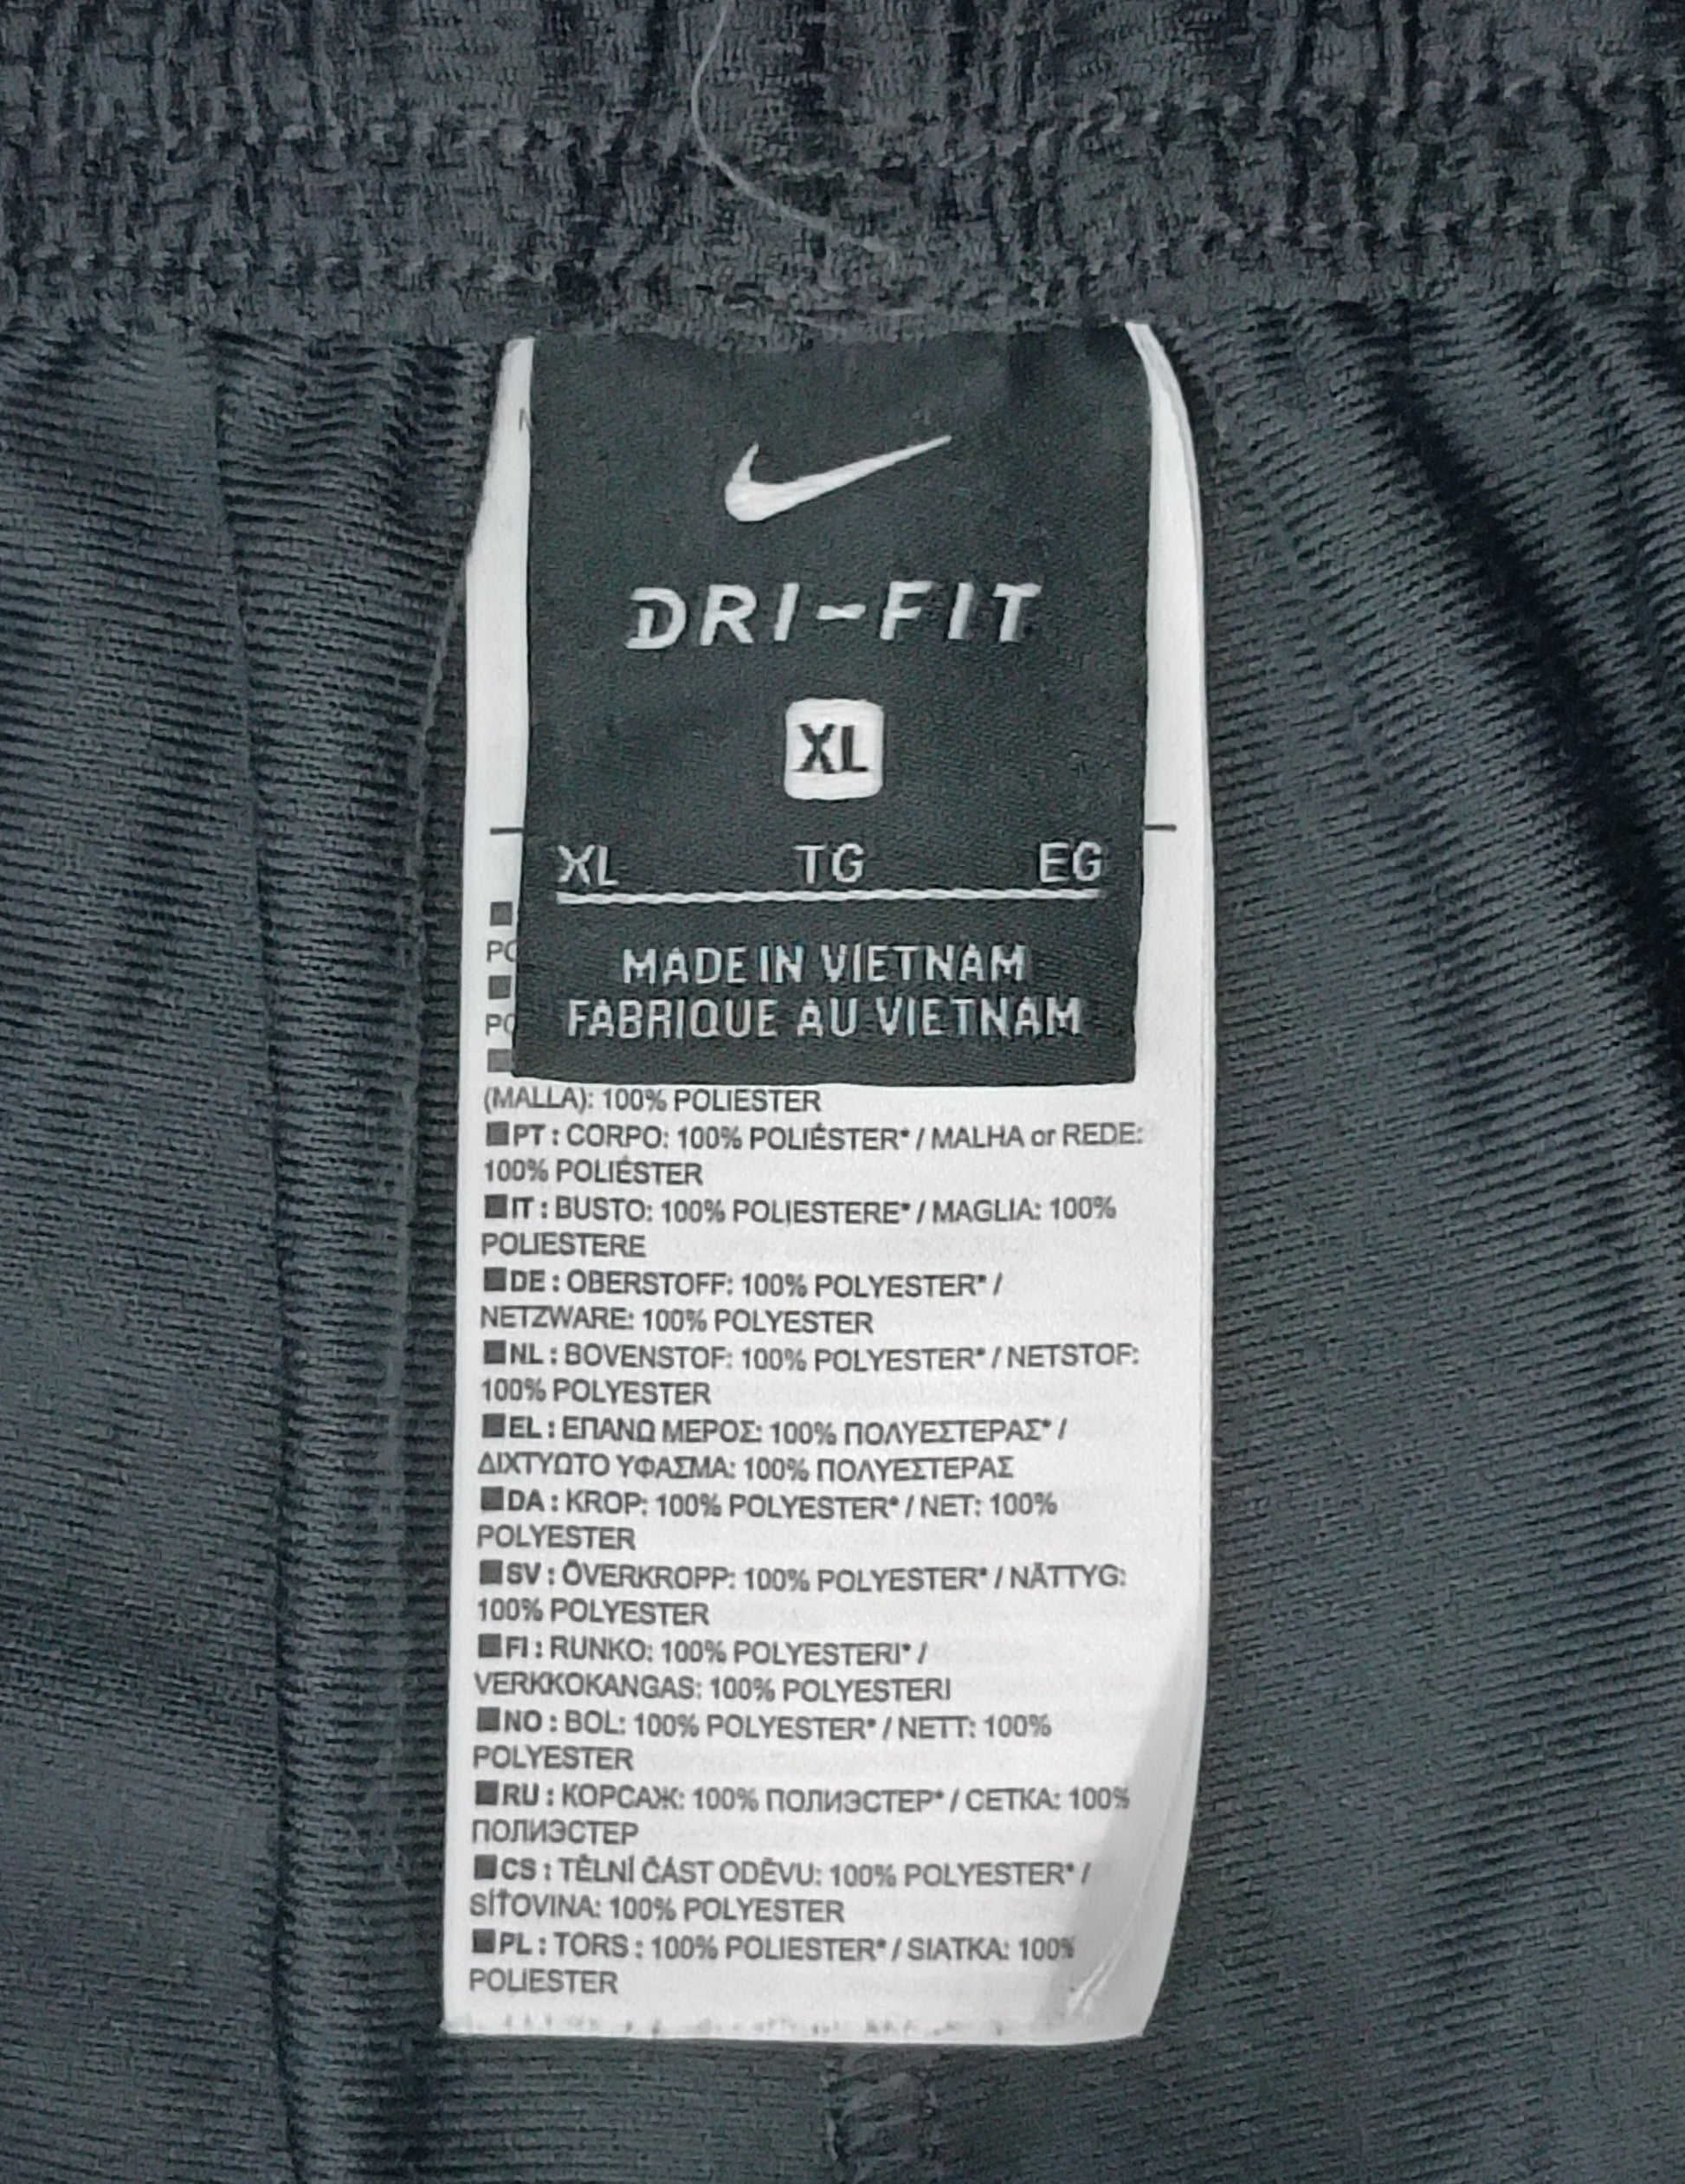 DRI-FIT
XL
XL TG EG
MADE IN VIETNAM
FABRIQUE AU VIETNAM
(MALLA): 100% POLIESTER
PT : CORPO: 100% POLIÉSTER* / MALHA or REDE:
100% POLIÉSTER
IT : BUSTO: 100% POLIESTERE* / MAGLIA: 100%
POLIESTERE
DE : OBERSTOFF: 100% POLYESTER* /
NETZWARE: 100% POLYESTER
NL : BOVENSTOF: 100% POLYESTER* / NETSTOF:
100% POLYESTER
EL : ΕΠΑΝΩ ΜΕΡΟΣ: 100% ΠΟΛΥΕΣΤΕΡΑΣ* /
ΔΙΧΤΥΩΤΟ ΥΦΑΣΜΑ: 100% ΠΟΛΥΕΣΤΕΡΑΣ
DA : KROP: 100% POLYESTER* / NET: 100%
POLYESTER
SV : ÖVERKROPP: 100% POLYESTER* / NÄTTYG:
100% POLYESTER
FI : RUNKO: 100% POLYESTERI* /
VERKKOKANGAS: 100% POLYESTERI
NO : BOL: 100% POLYESTER* / NETT: 100%
POLYESTER
RU : КОРСАЖ: 100% ПОЛИЭСТЕР* / СЕТКА: 100%
ПОЛИЭСТЕР
CS : TĚLNÍ ČÁST ODĚVU: 100% POLYESTER* /
SÍŤOVINA: 100% POLYESTER
PL : TORS : 100% POLIESTER* / SIATKA: 100%
POLIESTER